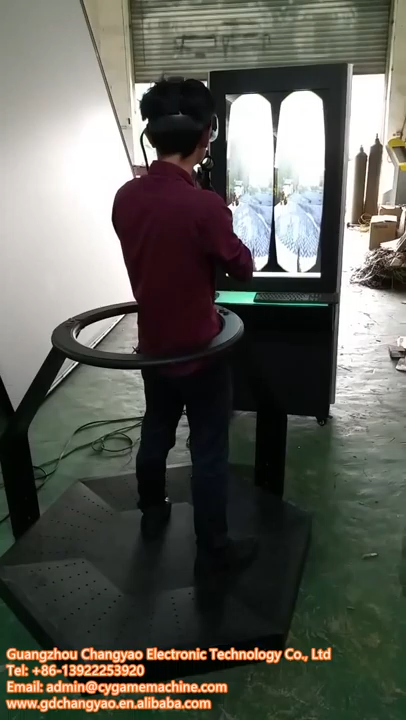 Guangzhou Changyao Electronic Technology Co., Ltd
Tel: +86-13922253920
Email: admin@cygamemachine.com
www.gdchangyao.en.alibaba.com